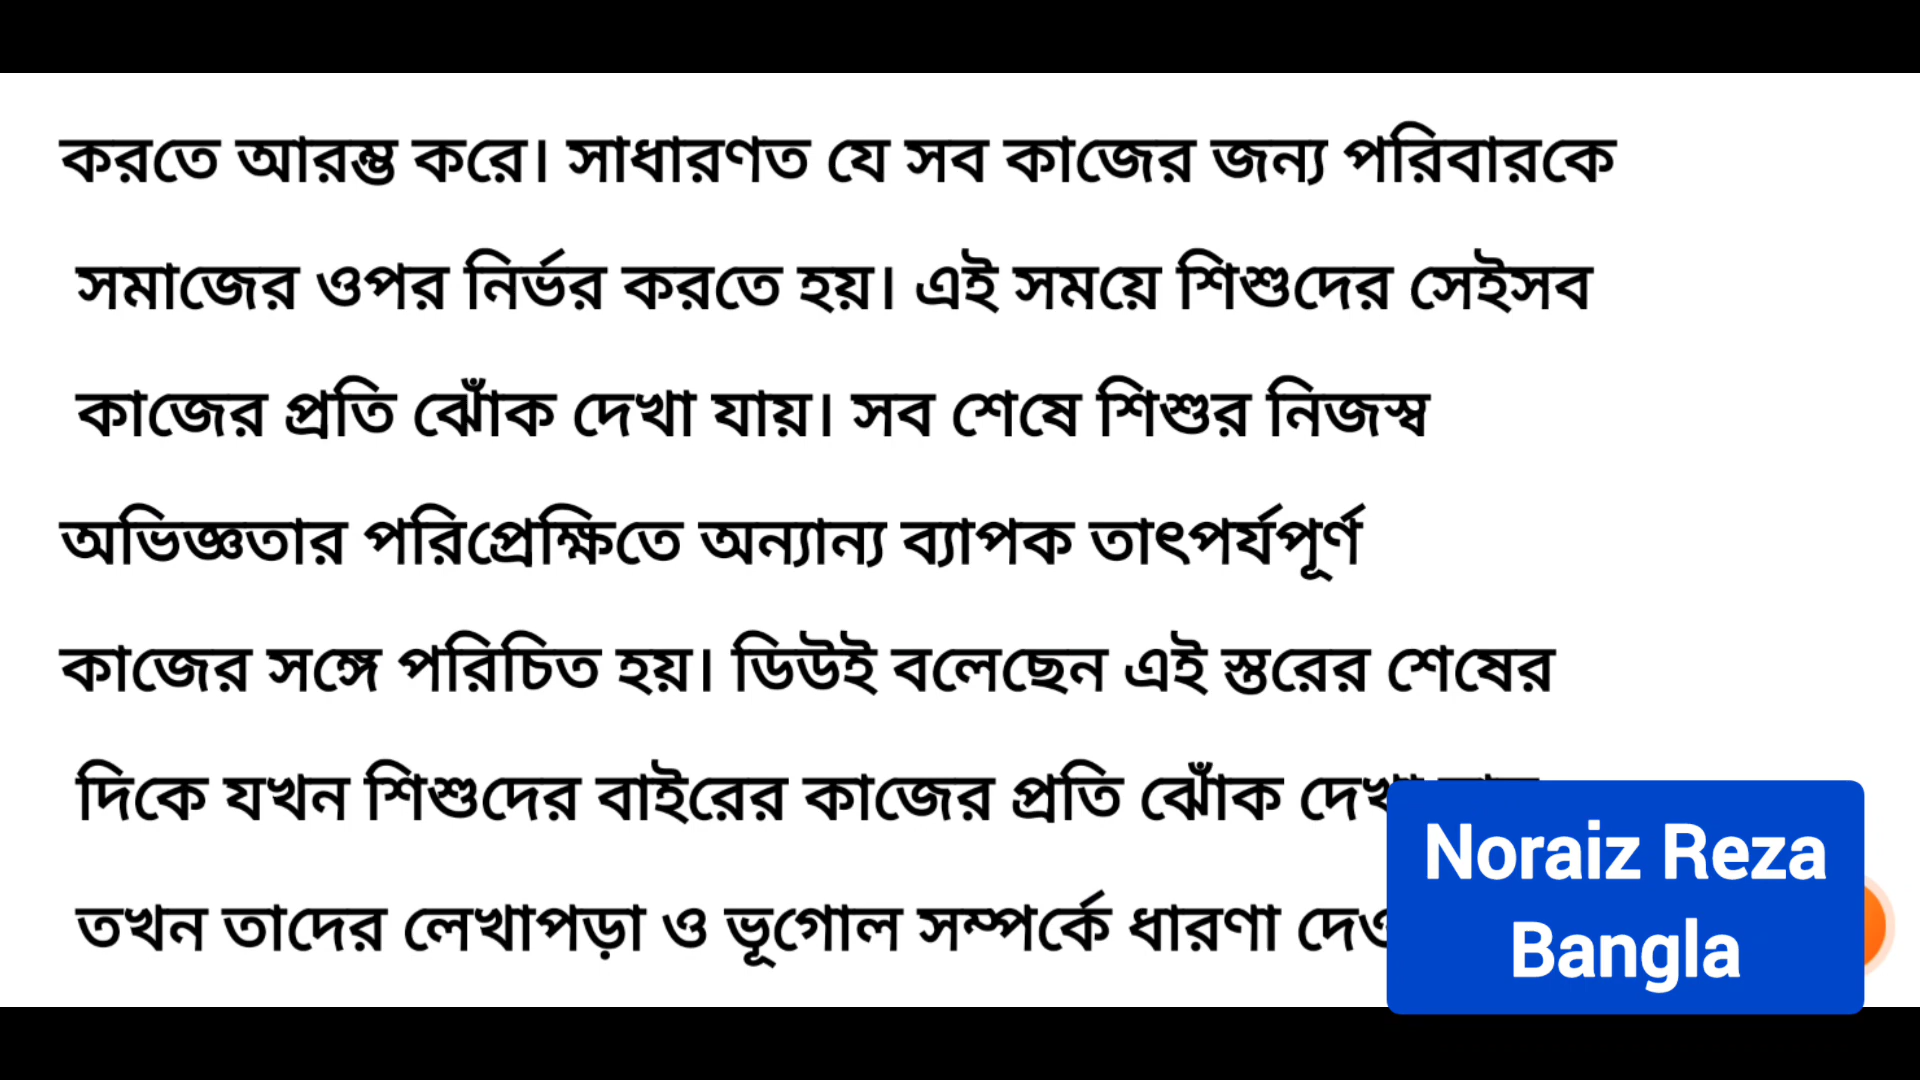 করতে আরম্ভ করে। সাধারণত যে সব কাজের জন্য পরিবারকে
সমাজের ওপর নির্ভর করতে হয়। এই সময়ে শিশুদের সেইসব
কাজের প্রতি ঝোঁক দেখা যায়। সব শেষে শিশুর নিজস্ব
অভিজ্ঞতার পরিপ্রেক্ষিতে অন্যান্য ব্যাপক তাৎপর্যপূর্ণ
কাজের সঙ্গে পরিচিত হয়। ডিউই বলেছেন এই স্তরের শেষের
দিকে যখন শিশুদের বাইরের কাজের প্রতি ঝোঁক
তখন তাদের লেখাপড়া ও ভূগোল সম্পর্কে ধারণা
Noraiz Reza
Bangla